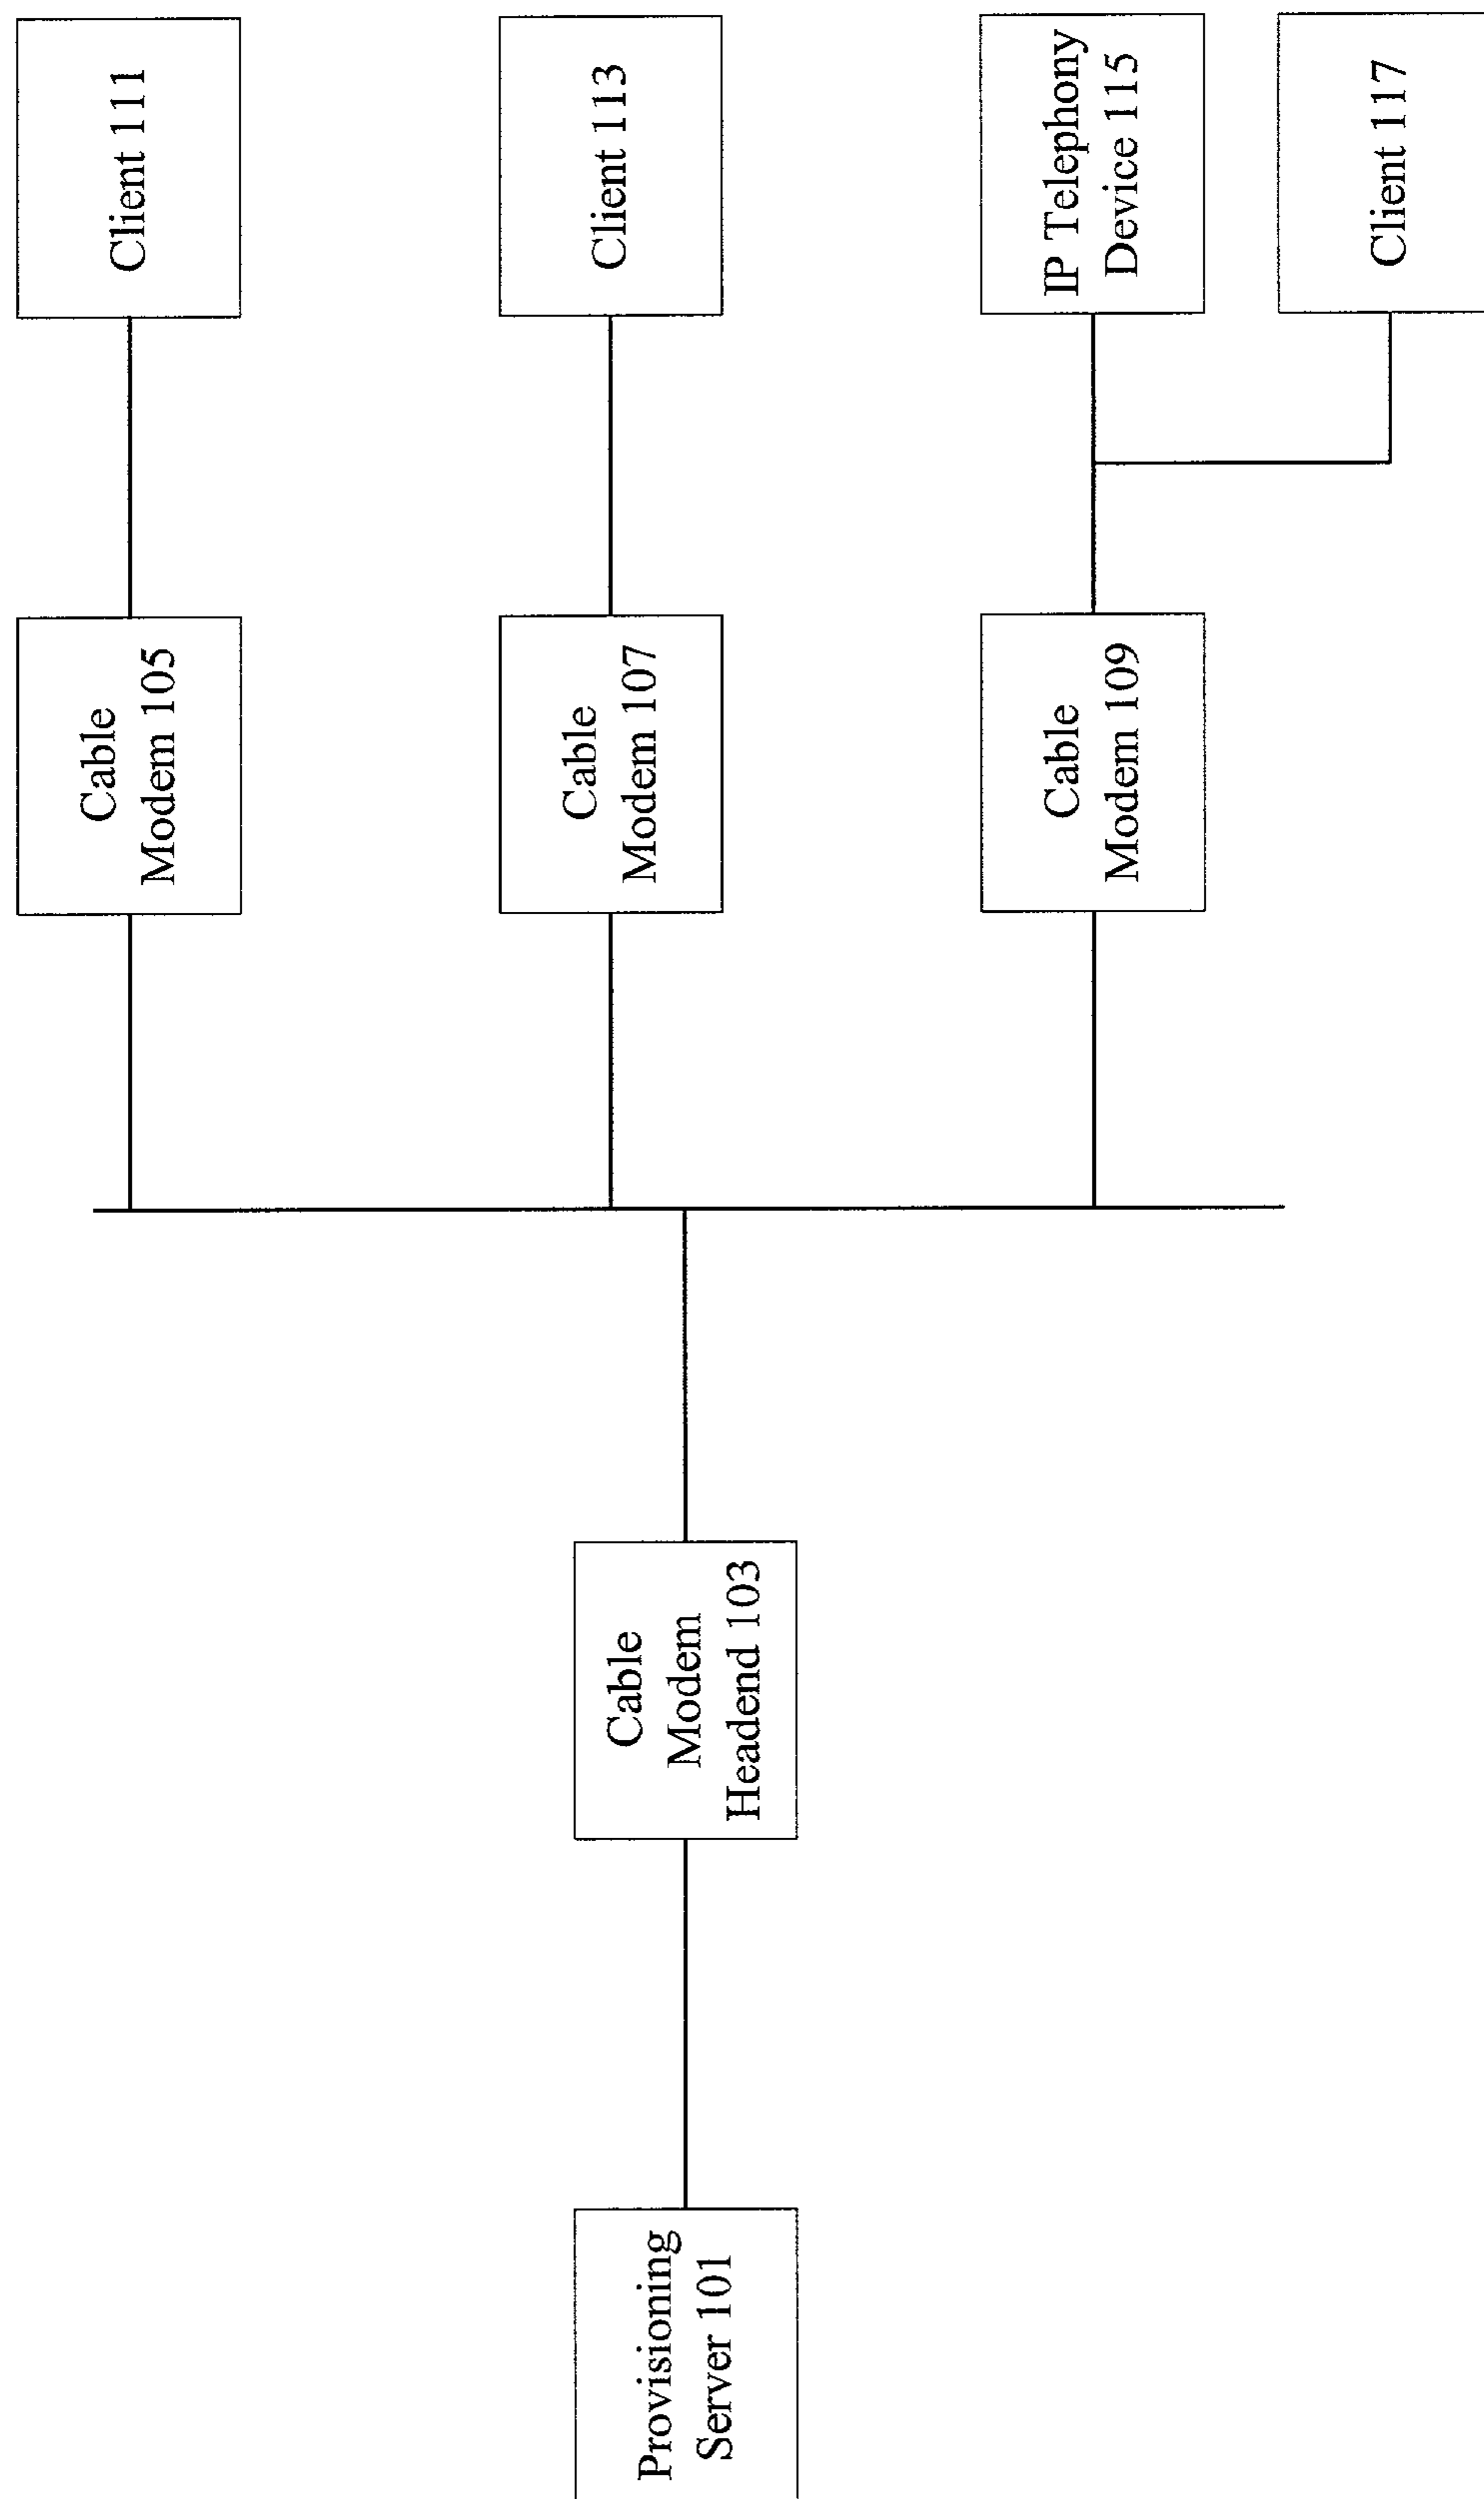 Provisioning
Server 101
Cable
Modem
Headend 103
Cable
Modem 105
Client 111
Cable
Modem 107
Client 113
Cable
Modem 109
IP Telephony
Device 115
Client 117